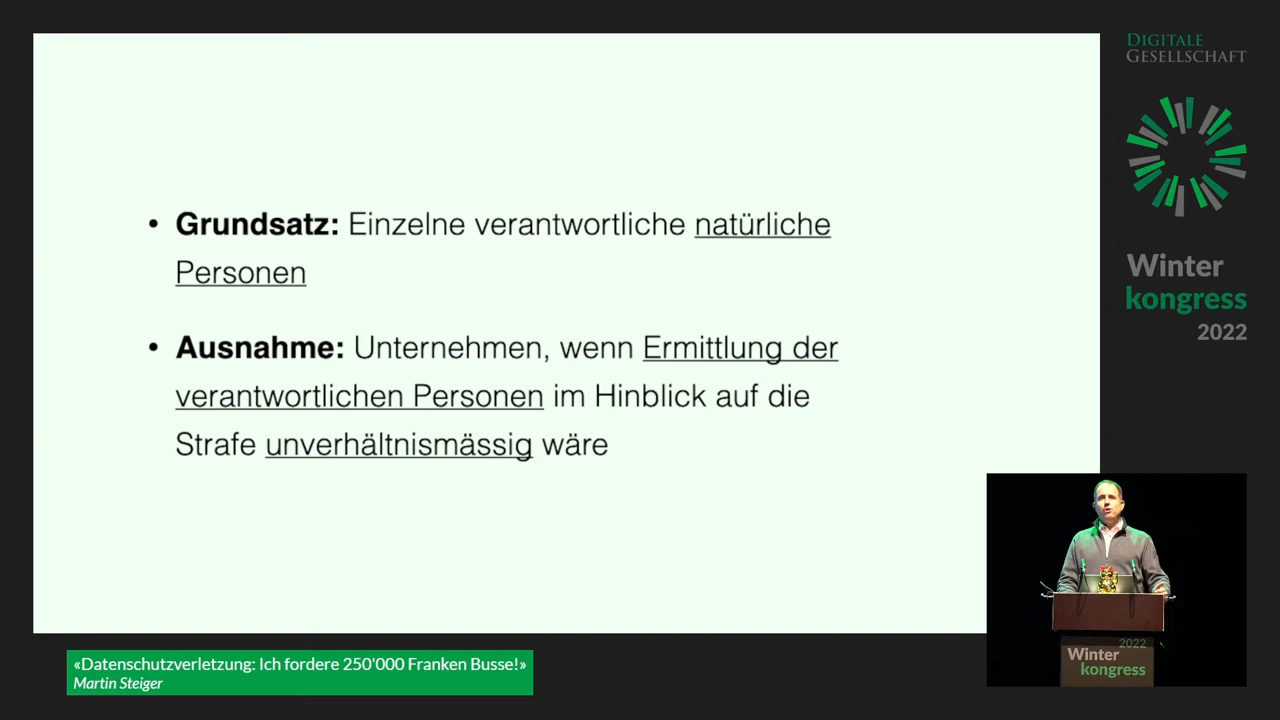 • Grundsatz: Einzelne verantwortliche natürliche
Personen
• Ausnahme: Unternehmen, wenn Ermittlung der
verantwortlichen Personen im Hinblick auf die
Strafe unverhältnismässig wäre
DIGITALE
GESELLSCHAFT
Winter
kongress
2022
2022
Winter
kongress
«Datenschutzverletzung: Ich fordere 250'000 Franken Busse!»
Martin Steiger